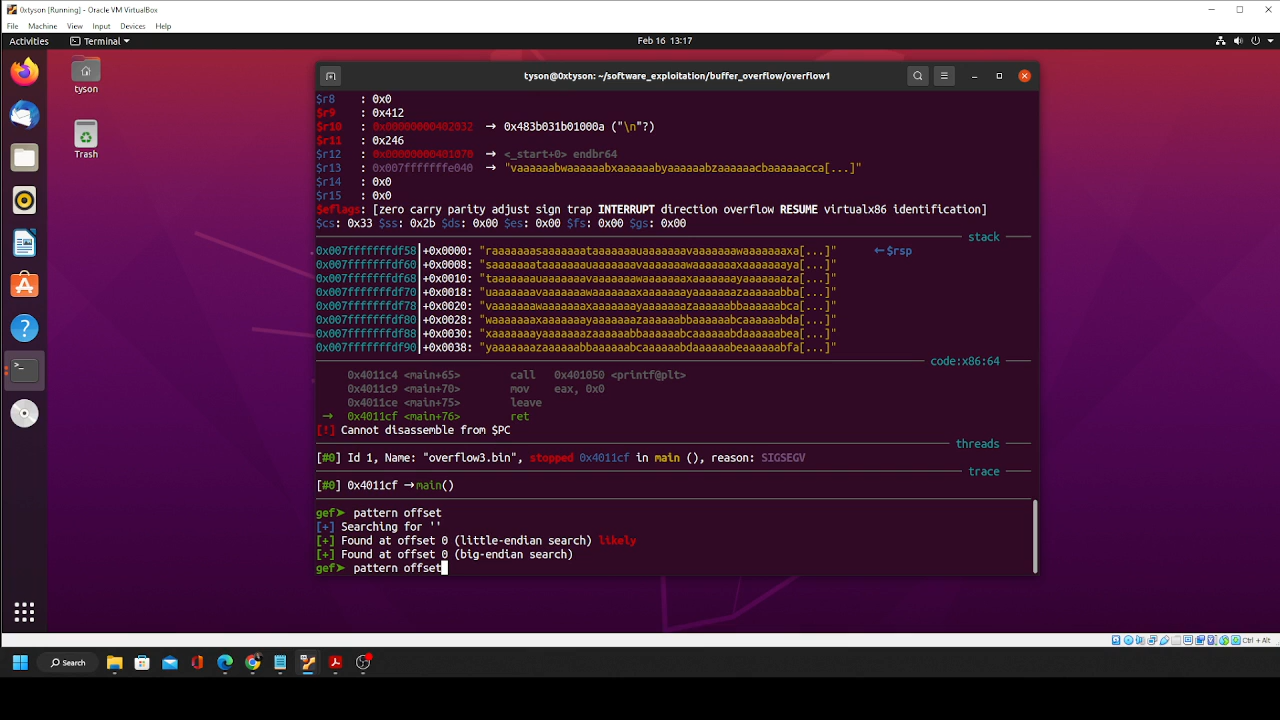 0xtyson [Running] - Oracle VM VirtualBox
File Machine View Input Devices Help
Activities Terminal Feb 16 13:17
tyson
Trash
tyson@0xtyson: ~/software_exploitation/buffer_overflow/overflow1
$r8 : 0x0
$r9 : 0x412
$r10 : 0x00000000402032 → 0x483b031b01000a ("\n"?)
$r11 : 0x246
$r12 : 0x00000000401070 → <_start+0> endbr64
$r13 : 0x007fffffffe040 → "vaaaaaabwaaaaaabxaaaaaabyaaaaaabzaaaaaacbaaaaaacca[...]"
$r14 : 0x0
$r15 : 0x0
$eflags: [zero carry parity adjust sign trap INTERRUPT direction overflow RESUME virtualx86 identification]
$cs: 0x33 $ss: 0x2b $ds: 0x00 $es: 0x00 $fs: 0x00 $gs: 0x00
stack
0x007fffffffdf58│+0x0000: "raaaaaaasaaaaaaataaaaaaauaaaaaaavaaaaaaawaaaaaaaxa[...]" ←$rsp
0x007fffffffdf60│+0x0008: "saaaaaaataaaaaaauaaaaaaavaaaaaaawaaaaaaaxaaaaaaaya[...]"
0x007fffffffdf68│+0x0010: "taaaaaaauaaaaaaavaaaaaaawaaaaaaaxaaaaaaayaaaaaaaza[...]"
0x007fffffffdf70│+0x0018: "uaaaaaaavaaaaaaawaaaaaaaxaaaaaaayaaaaaaazaaaaaabba[...]"
0x007fffffffdf78│+0x0020: "vaaaaaaawaaaaaaaxaaaaaaayaaaaaaazaaaaaabbaaaaaabca[...]"
0x007fffffffdf80│+0x0028: "waaaaaaaxaaaaaaayaaaaaaazaaaaaabbaaaaaabcaaaaaabda[...]"
0x007fffffffdf88│+0x0030: "xaaaaaaayaaaaaaazaaaaaabbaaaaaabcaaaaaabdaaaaaabea[...]"
0x007fffffffdf90│+0x0038: "yaaaaaaazaaaaaabbaaaaaabcaaaaaabdaaaaaabeaaaaaabfa[...]"
code:x86:64
0x4011c4 <main+65> call 0x401050 <printf@plt>
0x4011c9 <main+70> mov eax, 0x0
0x4011ce <main+75> leave
→ 0x4011cf <main+76> ret
[!] Cannot disassemble from $PC
threads
[#0] Id 1, Name: "overflow3.bin", stopped 0x4011cf in main (), reason: SIGSEGV
trace
[#0] 0x4011cf →main()
gef➤ pattern offset
[+] Searching for ''
[+] Found at offset 0 (little-endian search) likely
[+] Found at offset 0 (big-endian search)
gef➤ pattern offset
Ctrl + Alt
Search